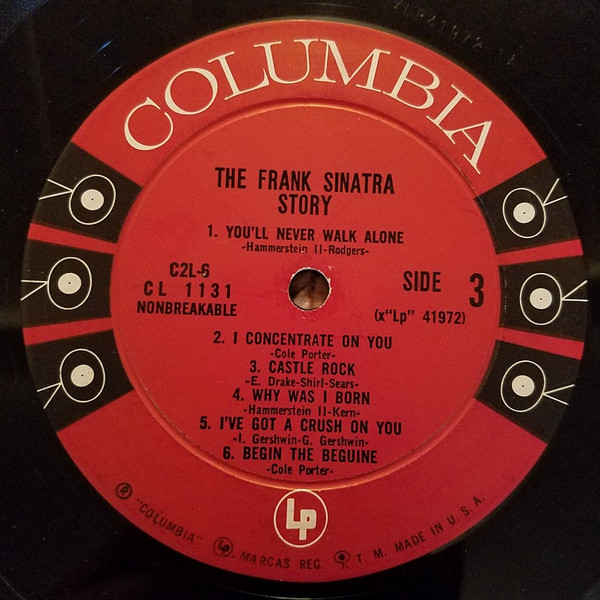 COLUMBIA
THE FRANK SINATRA
STORY
1. YOU'LL NEVER WALK ALONE
-Hammerstein II-Rodgers-
C2L-6
CL 1131
NONBREAKABLE
SIDE 3
(x"Lp" 41972)
2. I CONCENTRATE ON YOU
-Cole Porter-
3. CASTLE ROCK
-E. Drake-Shirl-Sears-
4. WHY WAS I BORN
-Hammerstein II-Kern-
5. I'VE GOT A CRUSH ON YOU
-I. Gershwin-G. Gershwin-
6. BEGIN THE BEGUINE
-Cole Porter-
Lp
® "COLUMBIA" Lp MARCAS REG. T. M. MADE IN U. S. A.